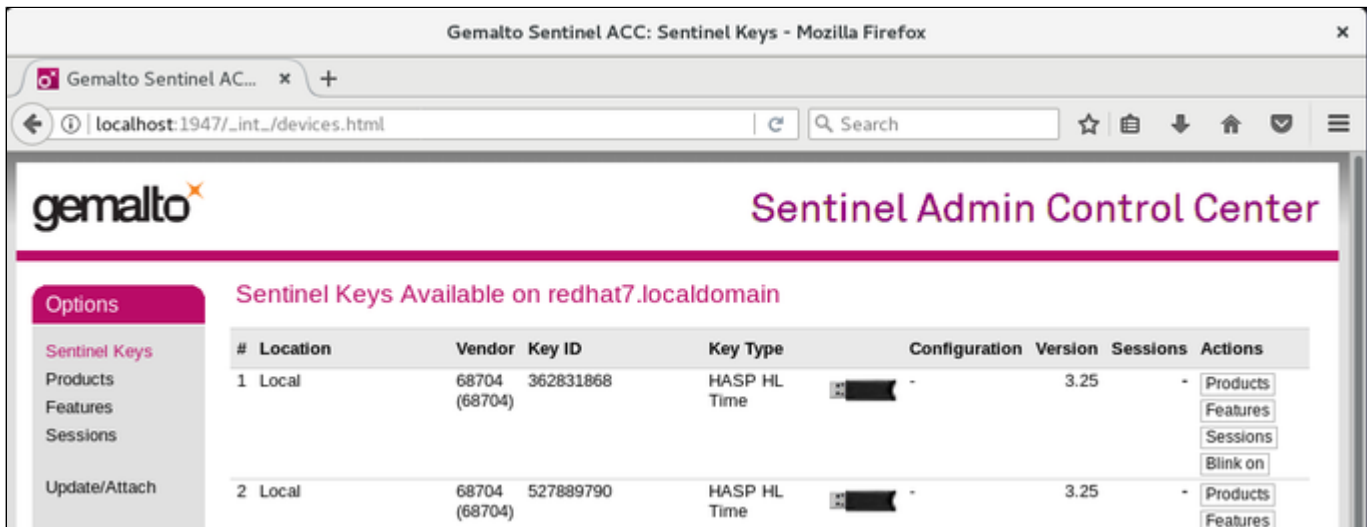 Gemalto Sentinel ACC: Sentinel Keys - Mozilla Firefox
Gemalto Sentinel AC...
localhost:1947/_int_/devices.html
Search
gemalto
Sentinel Admin Control Center
Options
Sentinel Keys Available on redhat7.localdomain
Sentinel Keys
# Location Vendor Key ID Key Type Configuration Version Sessions Actions
Products
1 Local 68704 362831868 HASP HL - 3.25 - Products
(68704) Time
Features
Features
Sessions
Sessions
Blink on
Update/Attach
2 Local 68704 527889790 HASP HL - 3.25 - Products
(68704) Time
Features